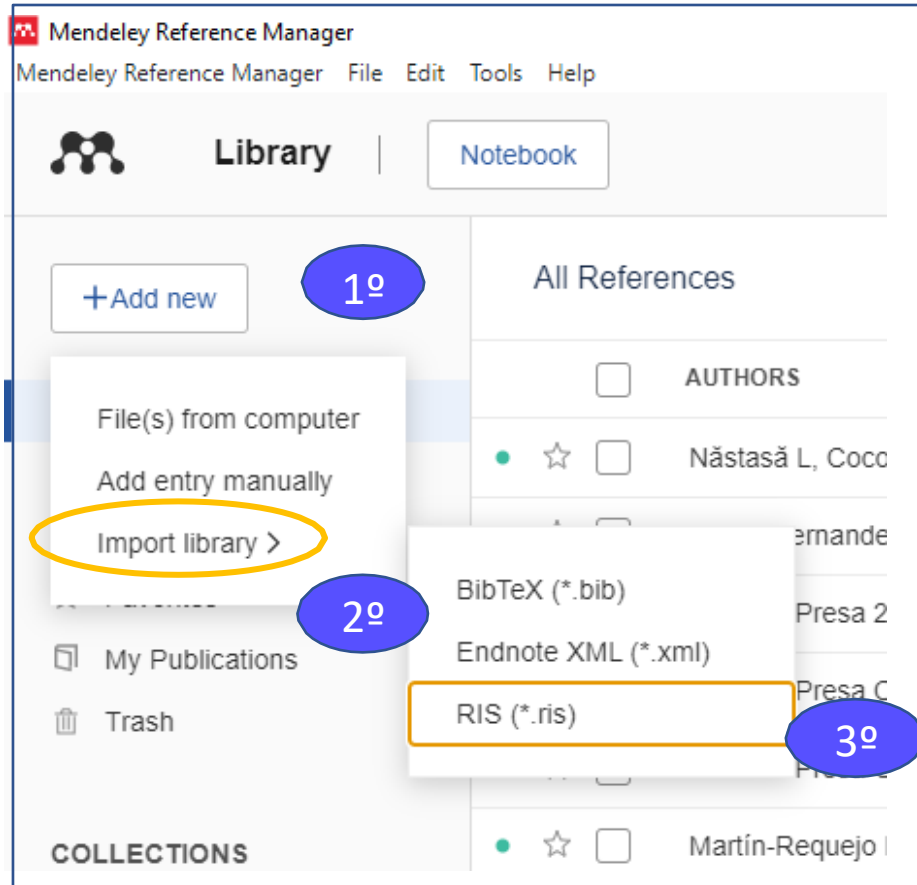 Mendeley Reference Manager
Mendeley Reference Manager File Edit Tools Help
Library
Notebook
+Add new
1º
All References
AUTHORS
File(s) from computer
Add entry manually
Import library >
2º
My Publications
Trash
COLLECTIONS
BibTeX (*.bib)
Endnote XML (*.xml)
RIS (*.ris)
3º
Năstasă L, Coco
ernande
Presa 2
Presa C
Martín-Requejo